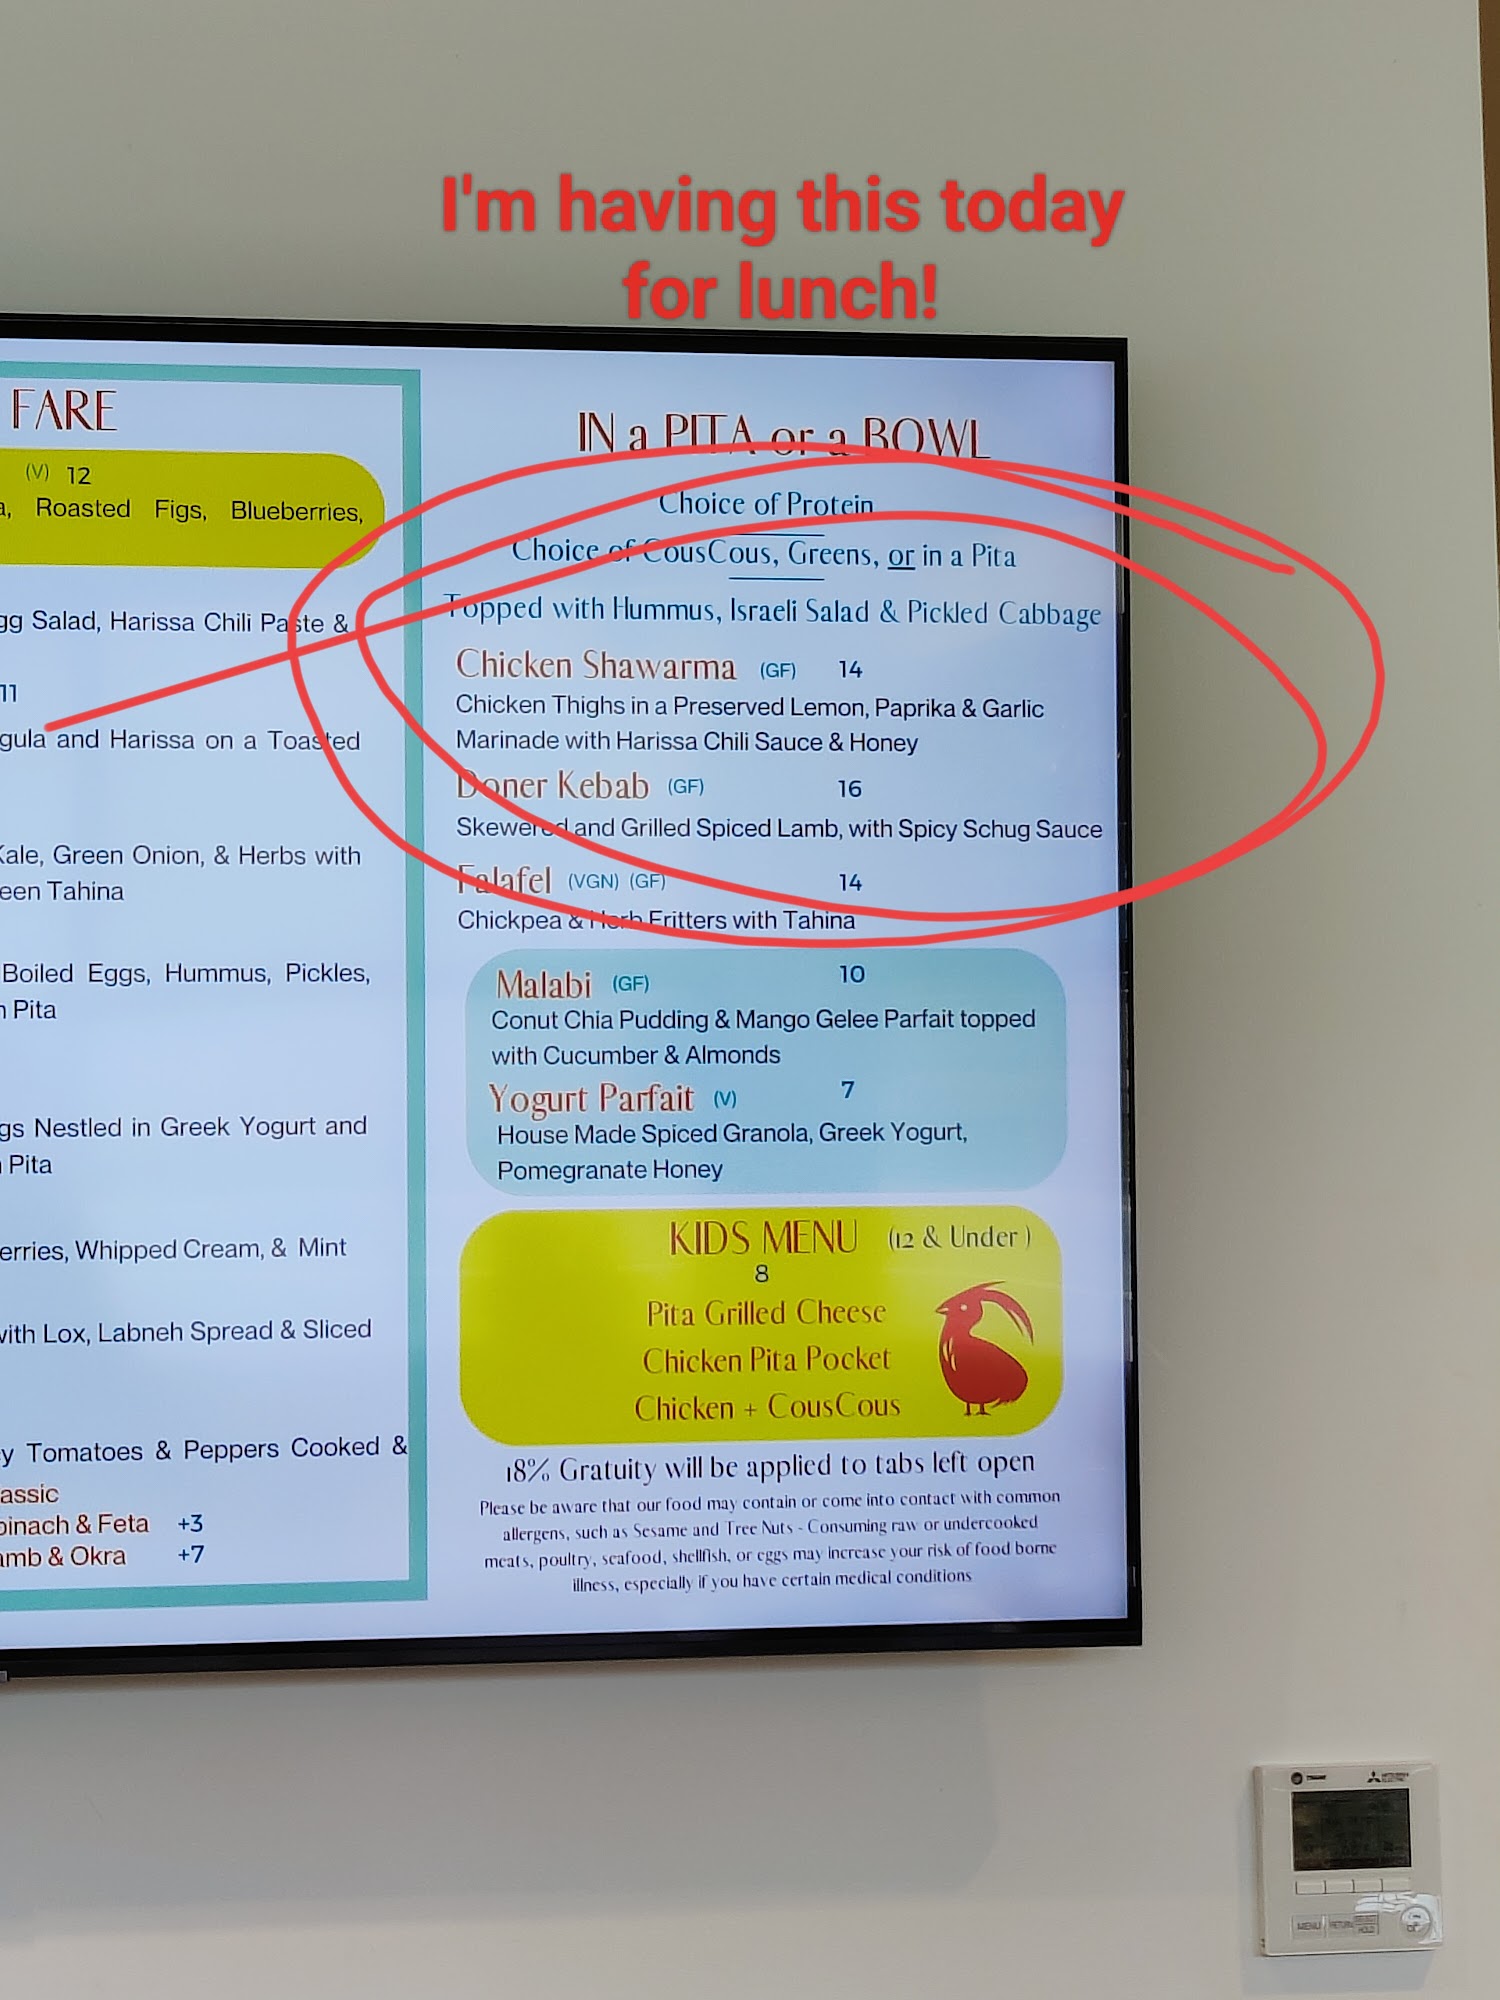 I'm having this today
for lunch!
FARE
(V) 12
Roasted Figs, Blueberries,
gg Salad, Harissa Chili Paste &
11
gula and Harissa on a Toasted
Kale, Green Onion, & Herbs with
een Tahina
Boiled Eggs, Hummus, Pickles,
Pita
gs Nestled in Greek Yogurt and
Pita
erries, Whipped Cream, & Mint
with Lox, Labneh Spread & Sliced
y Tomatoes & Peppers Cooked &
assic
pinach & Feta +3
amb & Okra +7
IN a PITA or a BOWL
Choice of Protein
Choice of CousCous, Greens, or in a Pita
Topped with Hummus, Israeli Salad & Pickled Cabbage
Chicken Shawarma (GF) 14
Chicken Thighs in a Preserved Lemon, Paprika & Garlic
Marinade with Harissa Chili Sauce & Honey
Doner Kebab (GF) 16
Skewered and Grilled Spiced Lamb, with Spicy Schug Sauce
Falafel (VGN) (GF) 14
Chickpea & Herb Fritters with Tahina
Malabi (GF) 10
Conut Chia Pudding & Mango Gelee Parfait topped
with Cucumber & Almonds
Yogurt Parfait (V) 7
House Made Spiced Granola, Greek Yogurt,
Pomegranate Honey
KIDS MENU (12 & Under )
8
Pita Grilled Cheese
Chicken Pita Pocket
Chicken + CousCous
18% Gratuity will be applied to tabs left open
Please be aware that our food may contain or come into contact with common
allergens, such as Sesame and Tree Nuts - Consuming raw or undercooked
meats, poultry, seafood, shellfish, or eggs may increase your risk of food borne
illness, especially if you have certain medical conditions
TRANE MITSUBISHI ELECTRIC
MENU RETURN SELECT HOLD